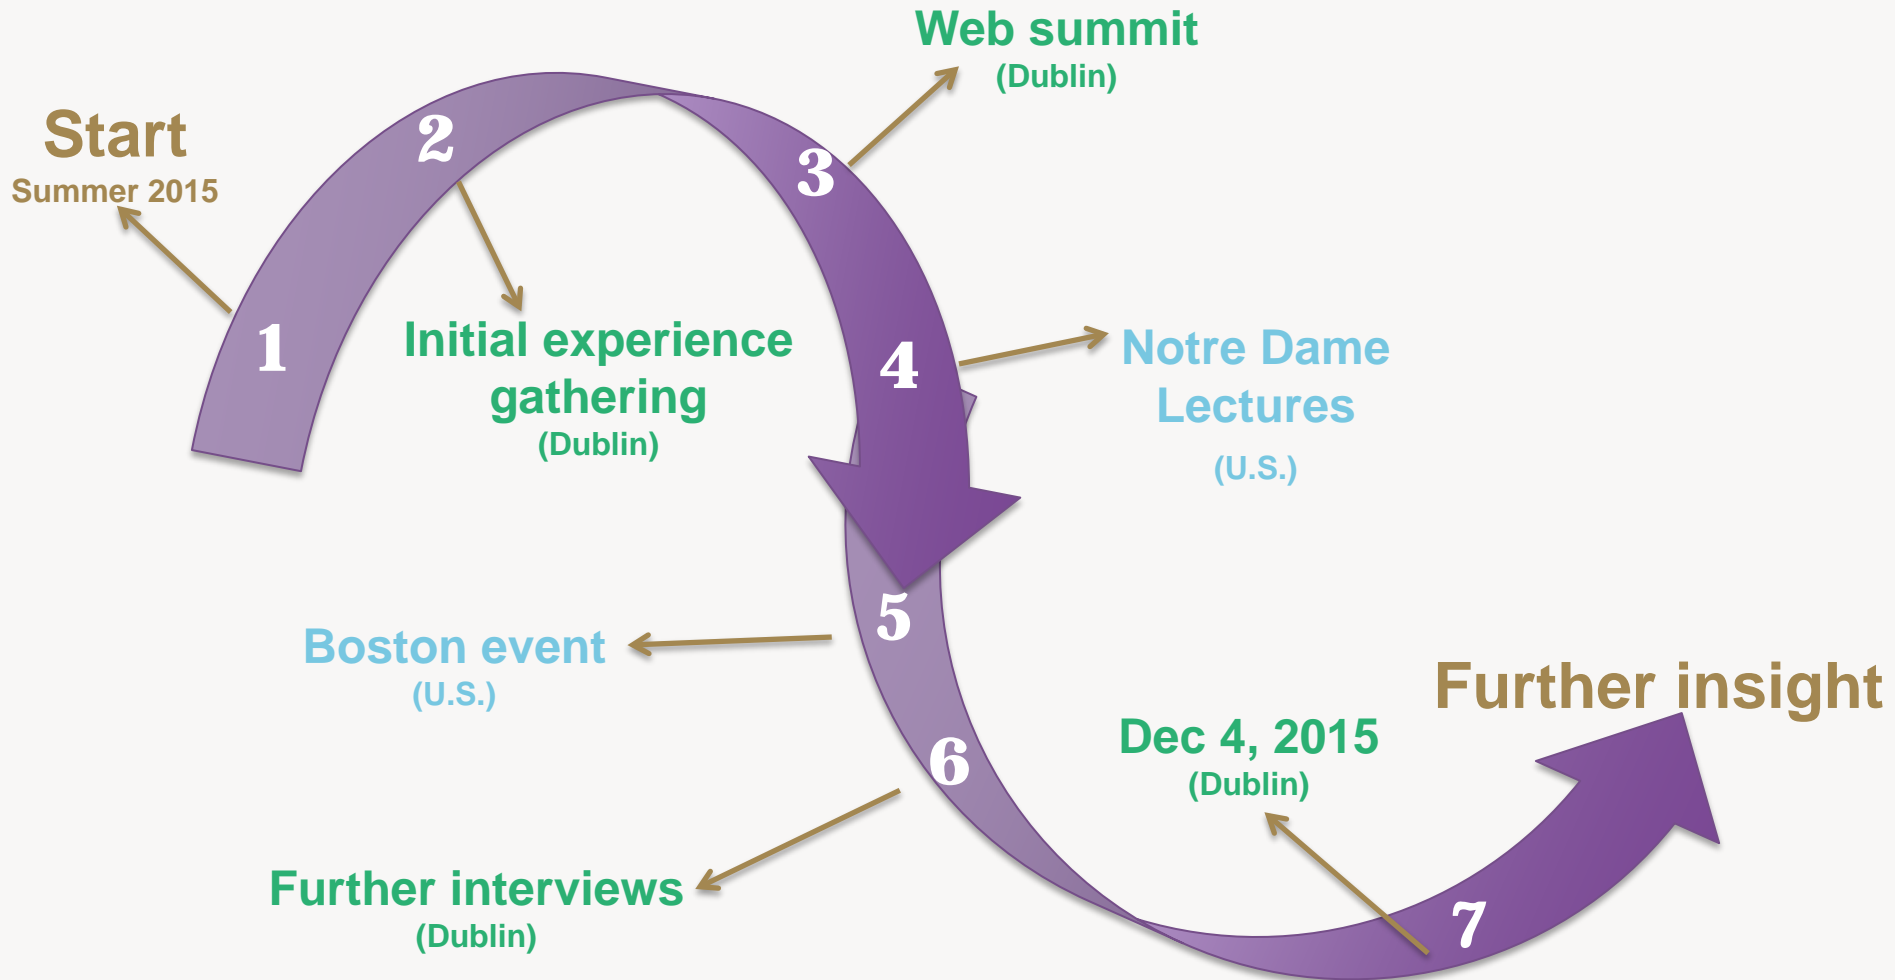 Start
Summer 2015
1
2
Initial experience
gathering
(Dublin)
3
Web summit
(Dublin)
4
Notre Dame
Lectures
(U.S.)
5
Boston event
(U.S.)
6
Further interviews
(Dublin)
7
Dec 4, 2015
(Dublin)
Further insight